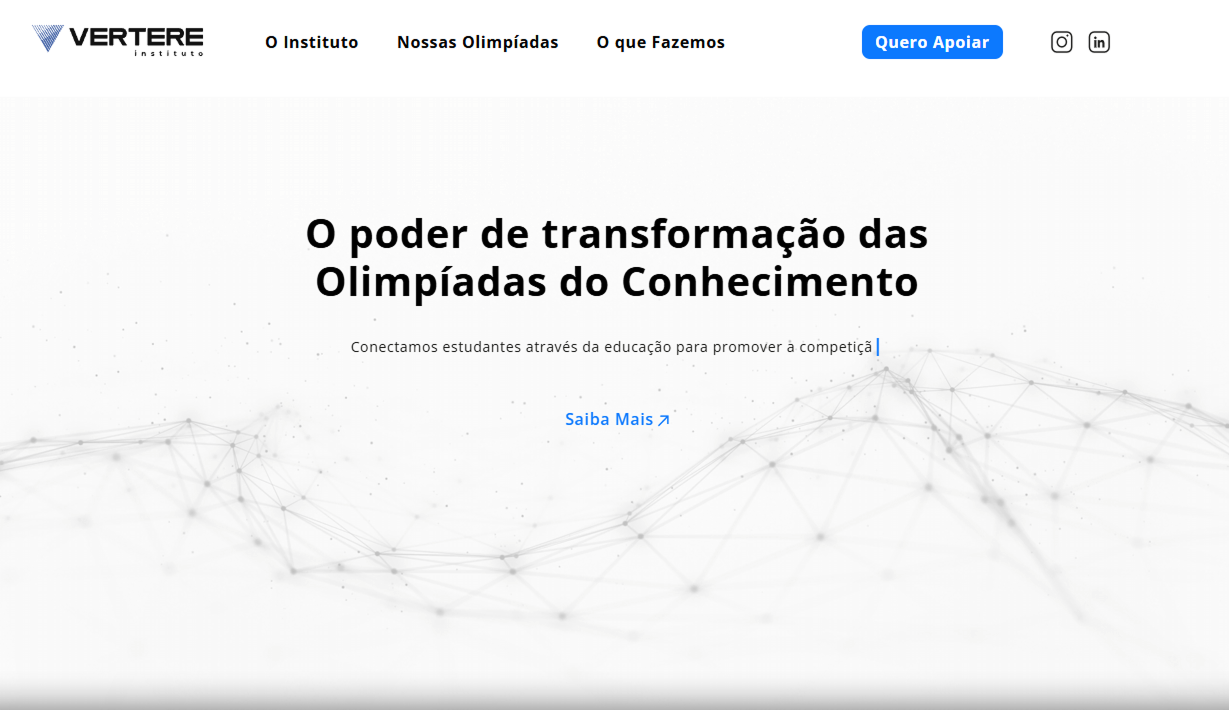 VERTERE
instituto
O Instituto
Nossas Olimpíadas
O que Fazemos
Quero Apoiar
O poder de transformação das
Olimpíadas do Conhecimento
Conectamos estudantes através da educação para promover a competiçã
Saiba Mais